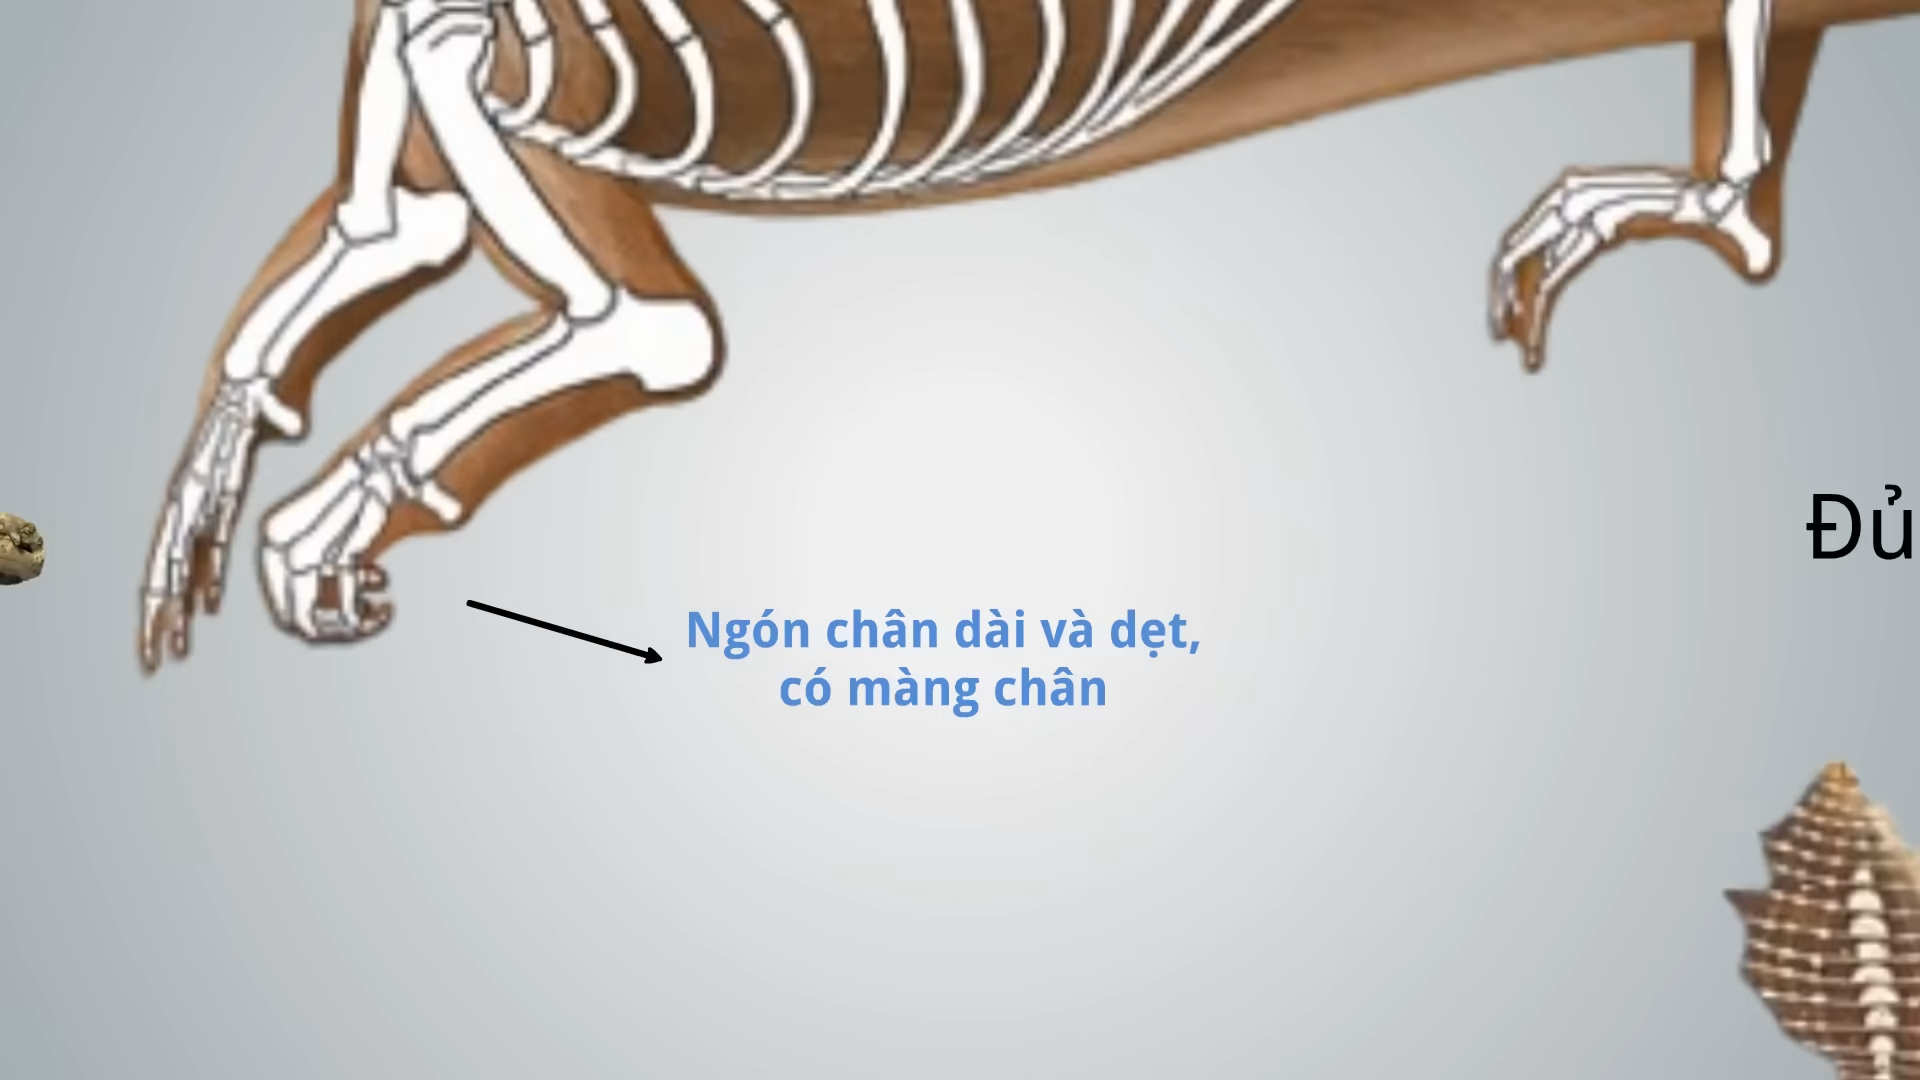 Ngón chân dài và dẹt,
có màng chân
Đủ